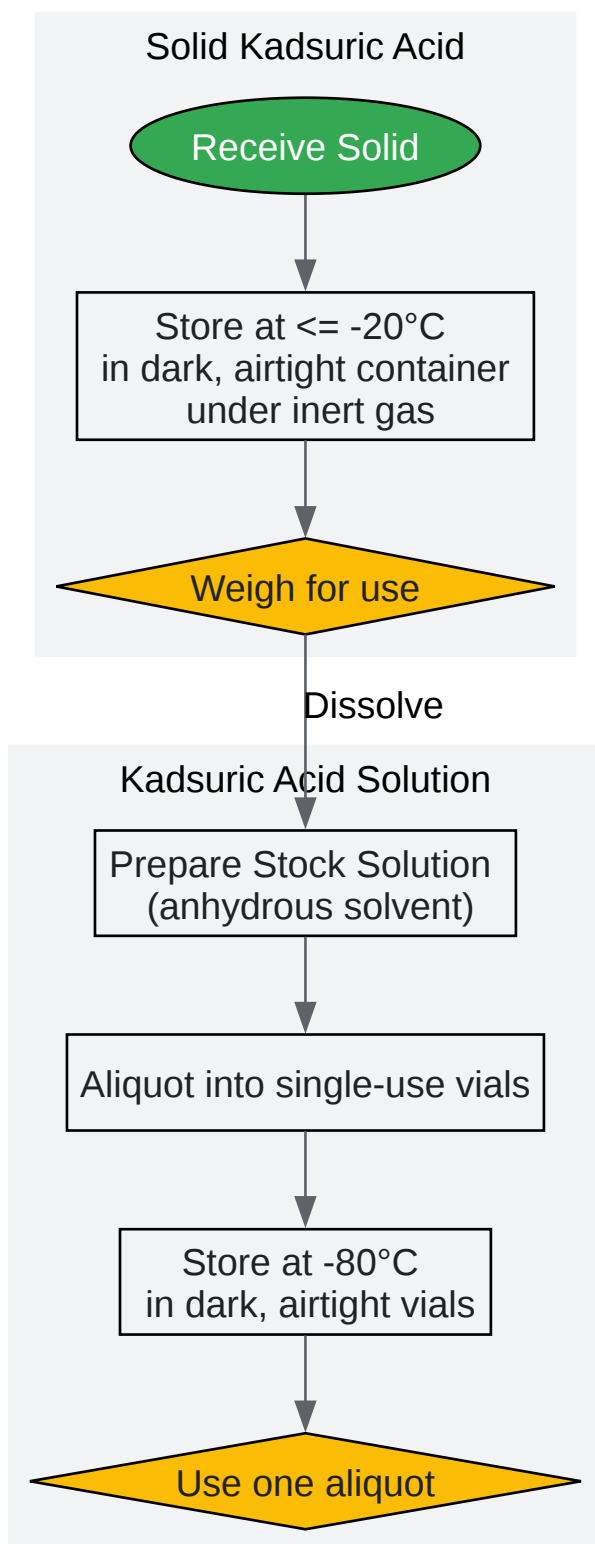 Solid Kadsuric Acid
Receive Solid
Store at <= -20°C
in dark, airtight container
under inert gas
Weigh for use
Dissolve
Kadsuric Acid Solution
Prepare Stock Solution
(anhydrous solvent)
Aliquot into single-use vials
Store at -80°C
in dark, airtight vials
Use one aliquot